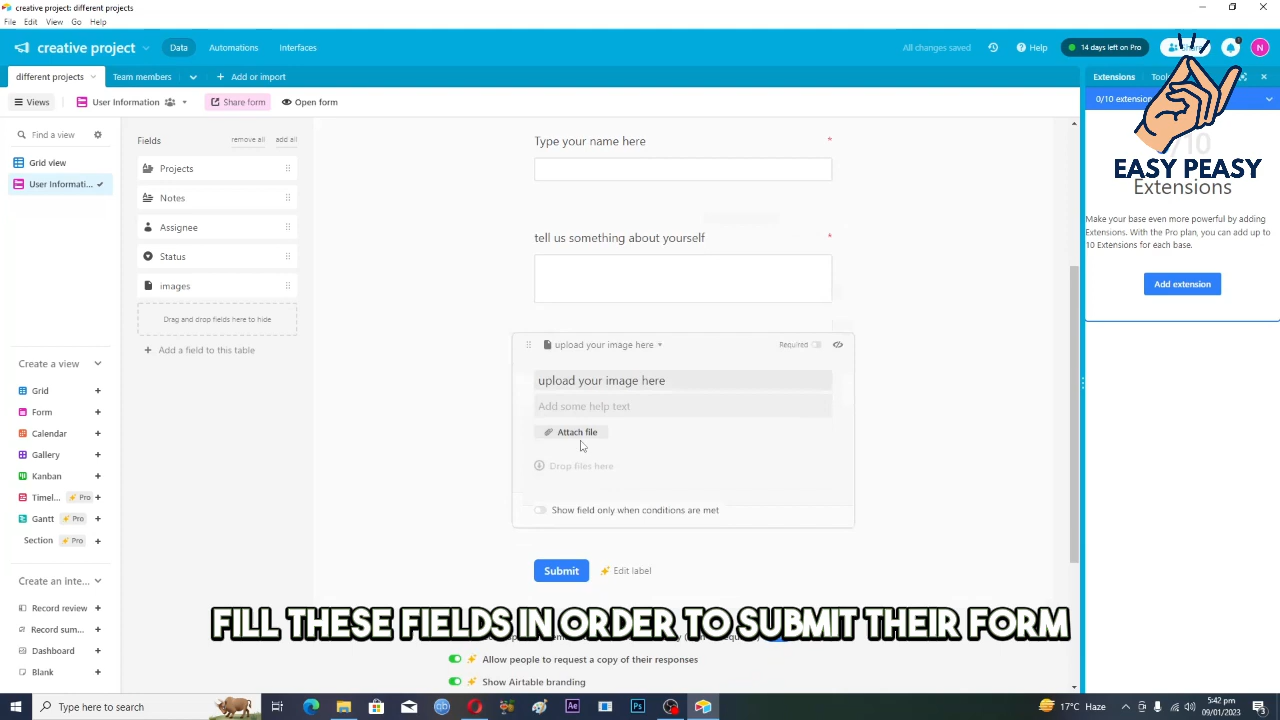 creative project: different projects
File Edit View Go Help
creative project Data Automations Interfaces All changes saved Help 14 days left on Pro Share N
different projects Team members + Add or import Extensions
Views User Information Share form Open form 0/10 extension
Find a view
Grid view
User Informati...
Create a view
Grid +
Form +
Calendar +
Gallery +
Kanban +
Timel... Pro +
Gantt Pro +
Section Pro +
Create an inte...
Record review +
Record sum... +
Dashboard +
Blank +
Fields remove all add all
Projects
Notes
Assignee
Status
images
Drag and drop fields here to hide
+ Add a field to this table
Type your name here *
tell us something about yourself *
upload your image here Required
upload your image here
Add some help text
Attach file
Drop files here
Show field only when conditions are met
Submit Edit label
FILL THESE FIELDS IN ORDER TO SUBMIT THEIR FORM
Allow people to request a copy of their responses
Show Airtable branding
EASY PEASY
Extensions
Make your base even more powerful by adding
Extensions. With the Pro plan, you can add up to
10 Extensions for each base.
Add extension
Type here to search 17°C Haze 5:42 pm
09/01/2023